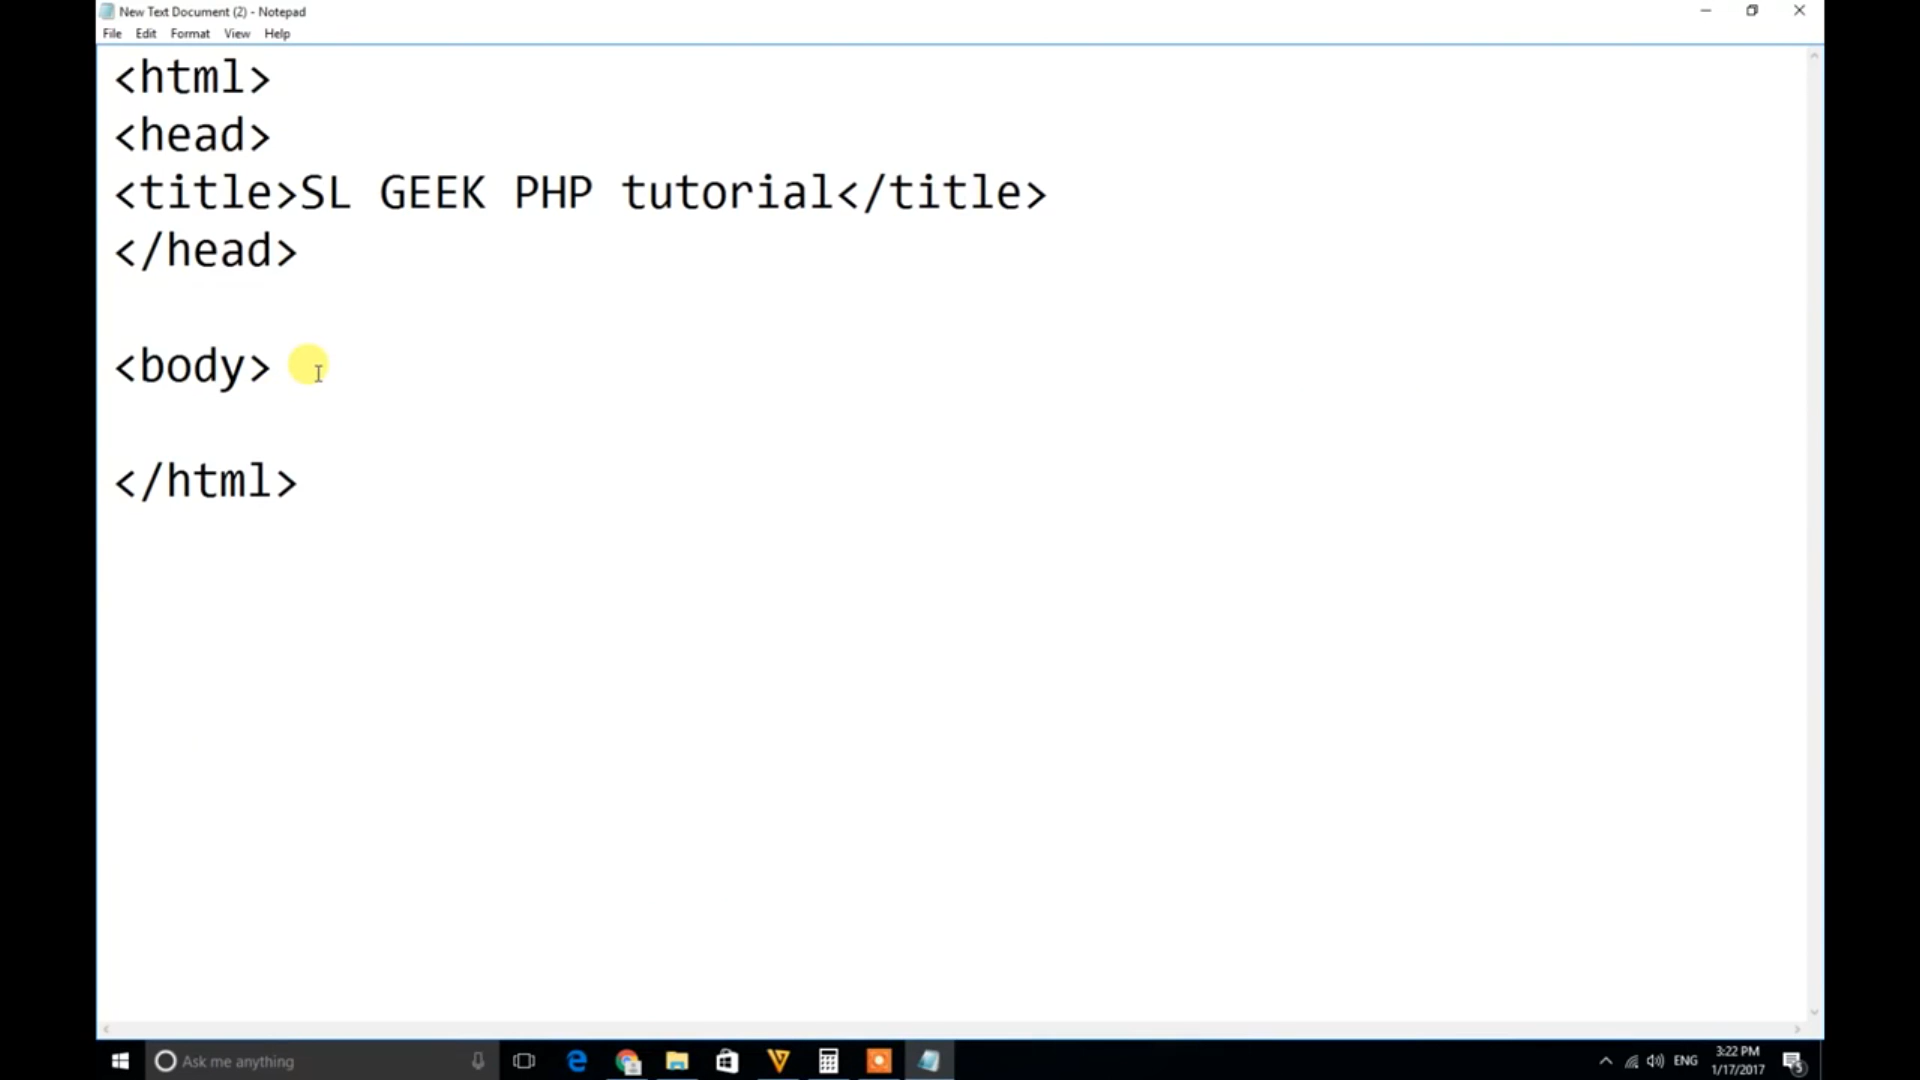 New Text Document (2) - Notepad
File Edit Format View Help
<html>
<head>
<title>SL GEEK PHP tutorial</title>
</head>
<body>
</html>
Ask me anything
ENG
3:22 PM
1/17/2017
5